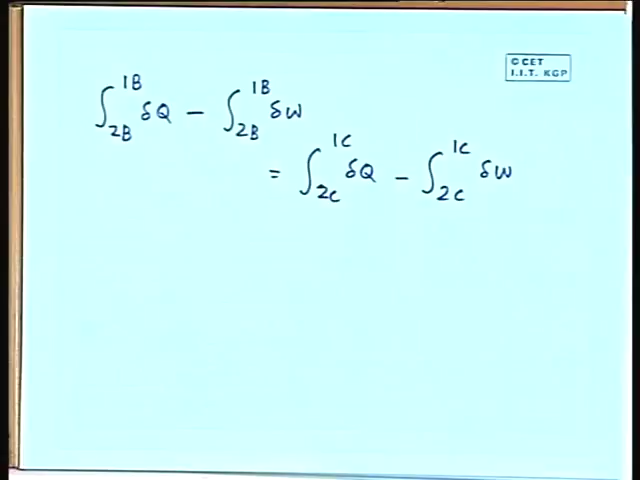 © CET
I.I.T. KGP
∫_{2B}^{1B} δQ − ∫_{2B}^{1B} δW
= ∫_{2C}^{1C} δQ − ∫_{2C}^{1C} δW